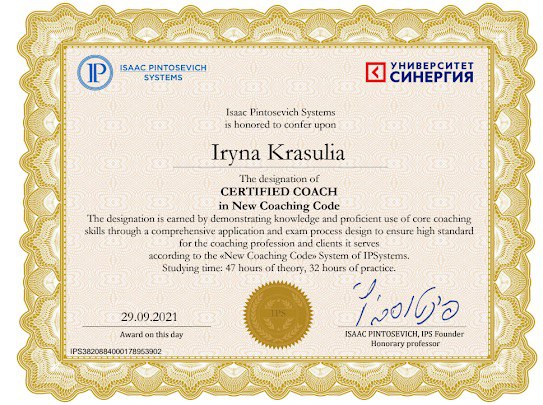 IP
ISAAC PINTOSEVICH
SYSTEMS
УНИВЕРСИТЕТ
СИНЕРГИЯ
Isaac Pintosevich Systems
is honored to confer upon
Iryna Krasulia
The designation of
CERTIFIED COACH
in New Coaching Code
The designation is earned by demonstrating knowledge and proficient use of core coaching
skills through a comprehensive application and exam process design to ensure high standard
for the coaching profession and clients it serves
according to the «New Coaching Code» System of IPSystems.
Studying time: 47 hours of theory, 32 hours of practice.
29.09.2021
Award on this day
IPS
ISAAC PINTOSEVICH, IPS Founder
Honorary professor
IPS3820884000178953902